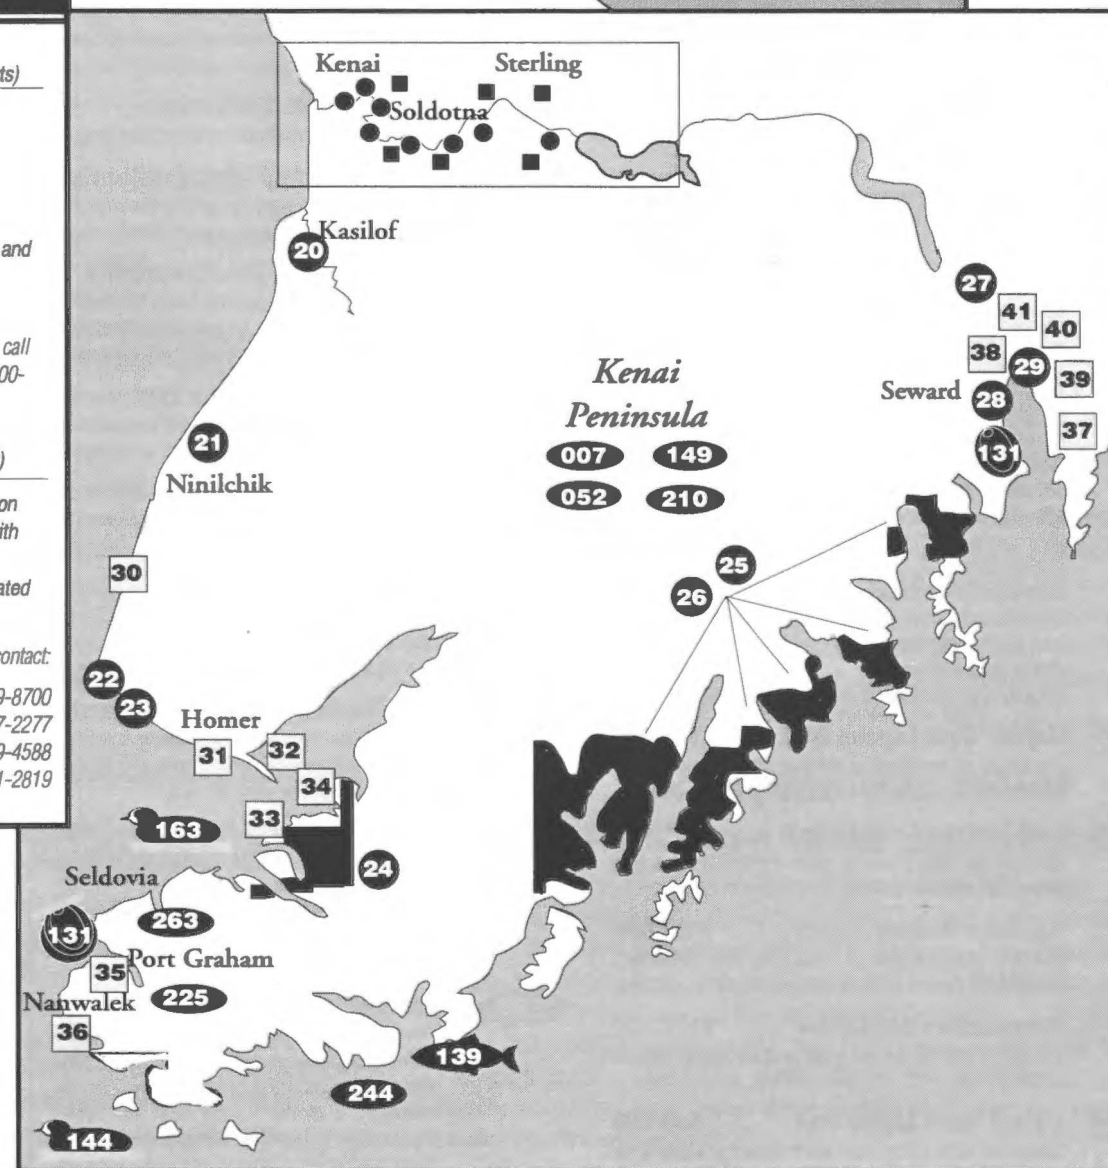 ts)
and
call
00-
)
on
ith
ated
contact:
9-8700
7-2277
9-4588
1-2819
Kenai
Sterling
Soldotna
Kasilof
20
27
41
40
38
29
39
Seward
28
37
131
Kenai
Peninsula
007
149
052
210
21
Ninilchik
25
26
30
22
23
Homer
31
32
34
33
163
24
Seldovia
263
131
Port Graham
35
Nanwalek
225
36
139
244
144